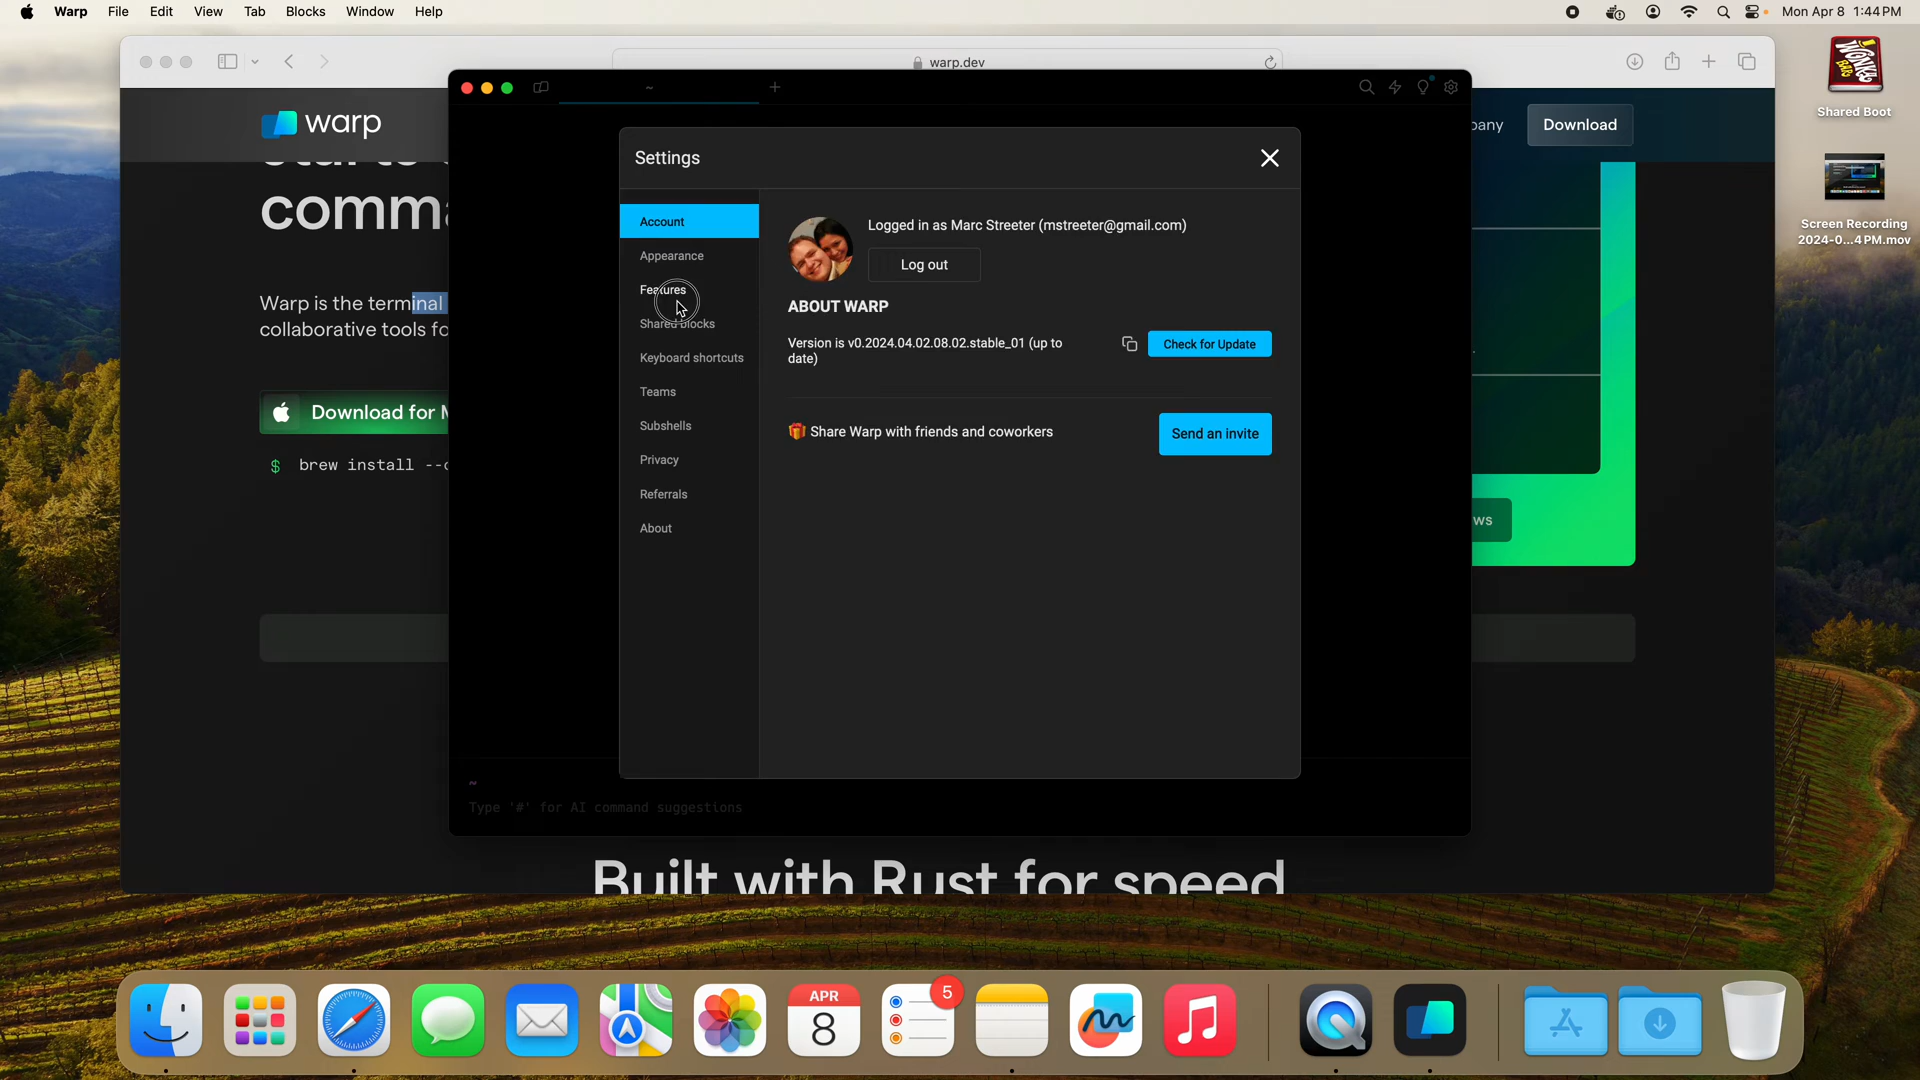 Warp File Edit View Tab Blocks Window Help
Mon Apr 8 1:44 PM
warp.dev
warp
Download
comma
Warp is the terminal
collaborative tools fo
Download for M
$ brew install --c
~
Settings
Account
Appearance
Features
Shared blocks
Keyboard shortcuts
Teams
Subshells
Privacy
Referrals
About
Logged in as Marc Streeter (mstreeter@gmail.com)
Log out
ABOUT WARP
Version is v0.2024.04.02.08.02.stable_01 (up to
date)
Check for Update
Share Warp with friends and coworkers
Send an invite
~
Type '#' for AI command suggestions
pany
ws
Built with Rust for speed
WONKA
BARS
Shared Boot
Screen Recording
2024-0...4 PM.mov
APR
8
5